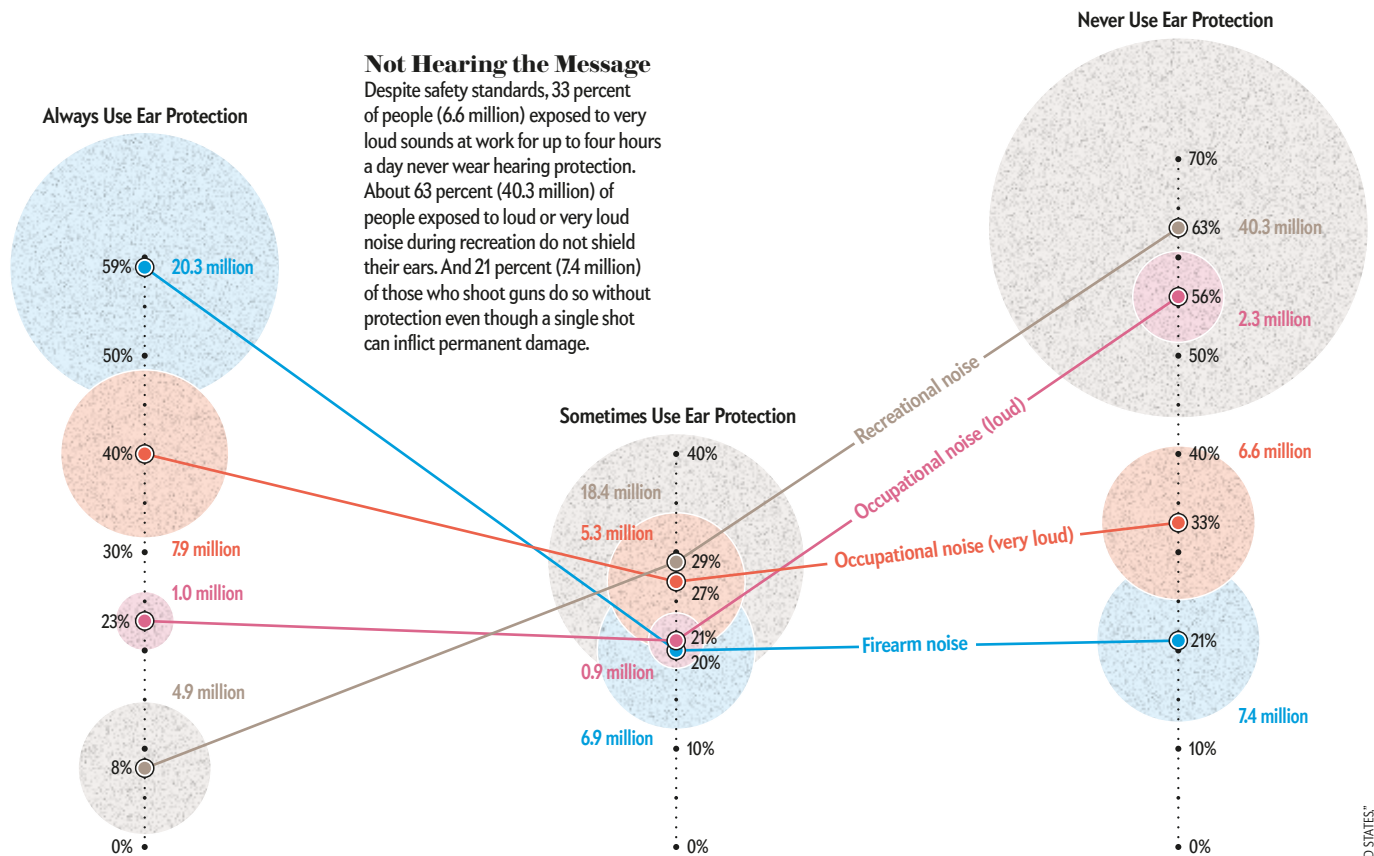 Never Use Ear Protection
Not Hearing the Message
Despite safety standards, 33 percent
of people (6.6 million) exposed to very
loud sounds at work for up to four hours
a day never wear hearing protection.
About 63 percent (40.3 million) of
people exposed to loud or very loud
noise during recreation do not shield
their ears. And 21 percent (7.4 million)
of those who shoot guns do so without
protection even though a single shot
can inflict permanent damage.
Always Use Ear Protection
59%
20.3 million
50%
40%
7.9 million
30%
1.0 million
23%
4.9 million
8%
0%
Sometimes Use Ear Protection
40%
18.4 million
5.3 million
29%
27%
21%
20%
0.9 million
6.9 million
10%
0%
Recreational noise
Occupational noise (loud)
Occupational noise (very loud)
Firearm noise
70%
63%
40.3 million
56%
2.3 million
50%
40%
6.6 million
33%
21%
7.4 million
10%
0%
STATES."